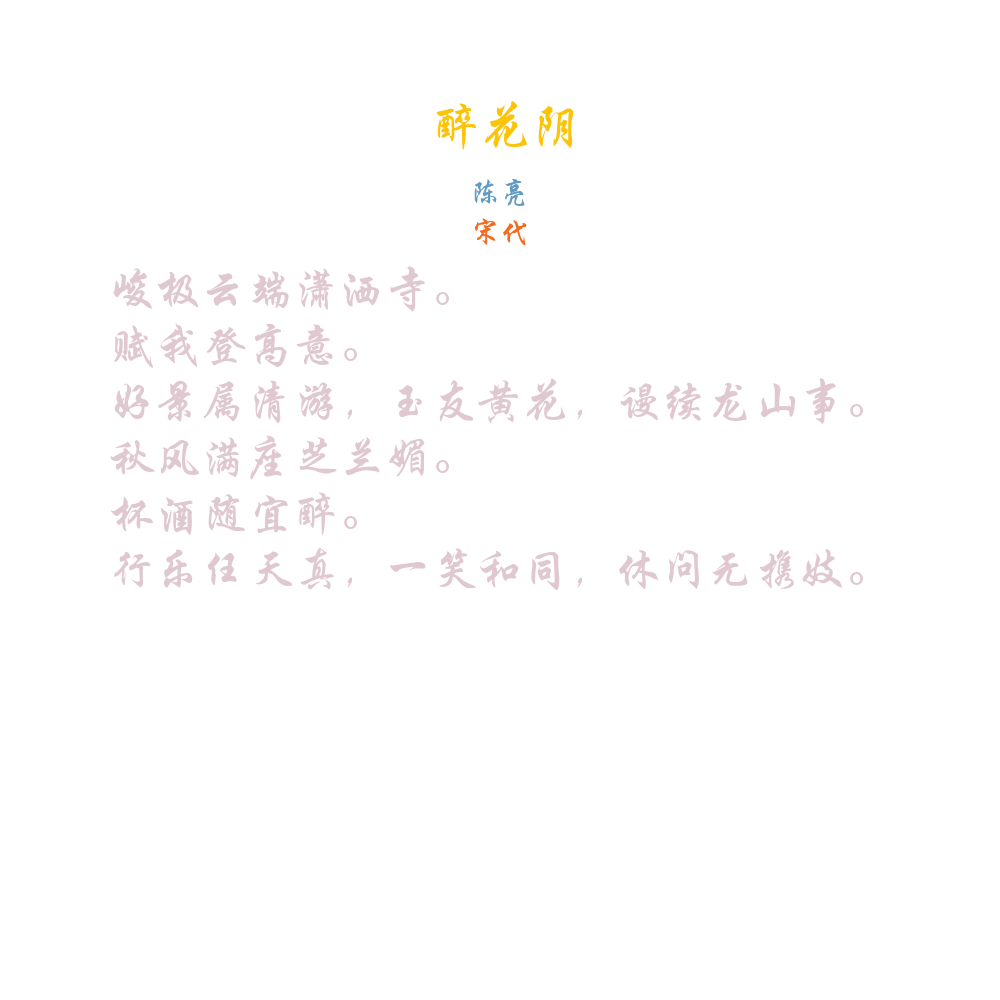 醉花阴
陈亮
宋代
峻极云端潇洒寺。
赋我登高意。
好景属清游，玉友黄花，谩续龙山事。
秋风满座芝兰媚。
杯酒随宜醉。
行乐任天真，一笑和同，休问无携妓。